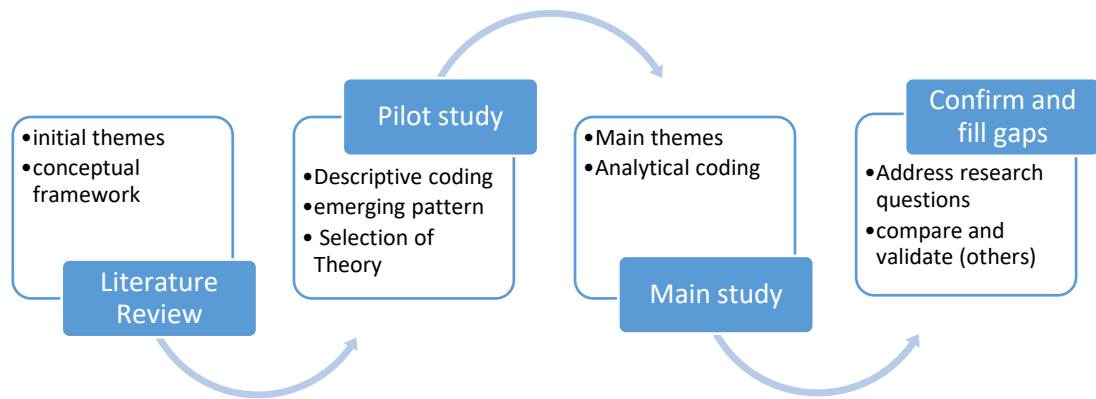 •initial themes
•conceptual
framework
Literature
Review
Pilot study
•Descriptive coding
•emerging pattern
• Selection of
Theory
•Main themes
•Analytical coding
Main study
Confirm and
fill gaps
•Address research
questions
•compare and
validate (others)